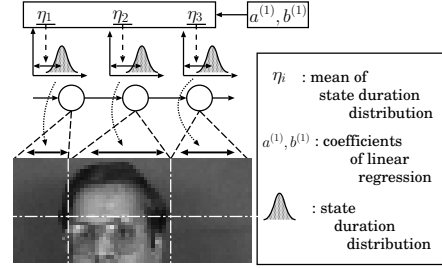 η1 η2 η3 a(1), b(1)
ηi : mean of
state duration
distribution
a(1), b(1) : coefficients
of linear
regression
: state
duration
distribution